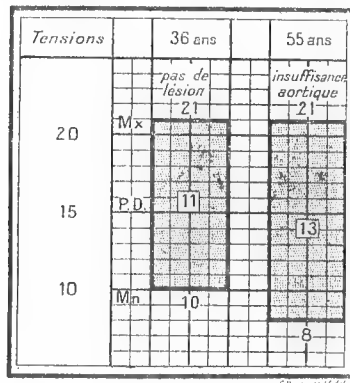 Tensions 36 ans 55 ans
pas de lésion
insuffisance aortique
21 21
Mx
20
P.D.
11
15
13
10
Mn
10
8